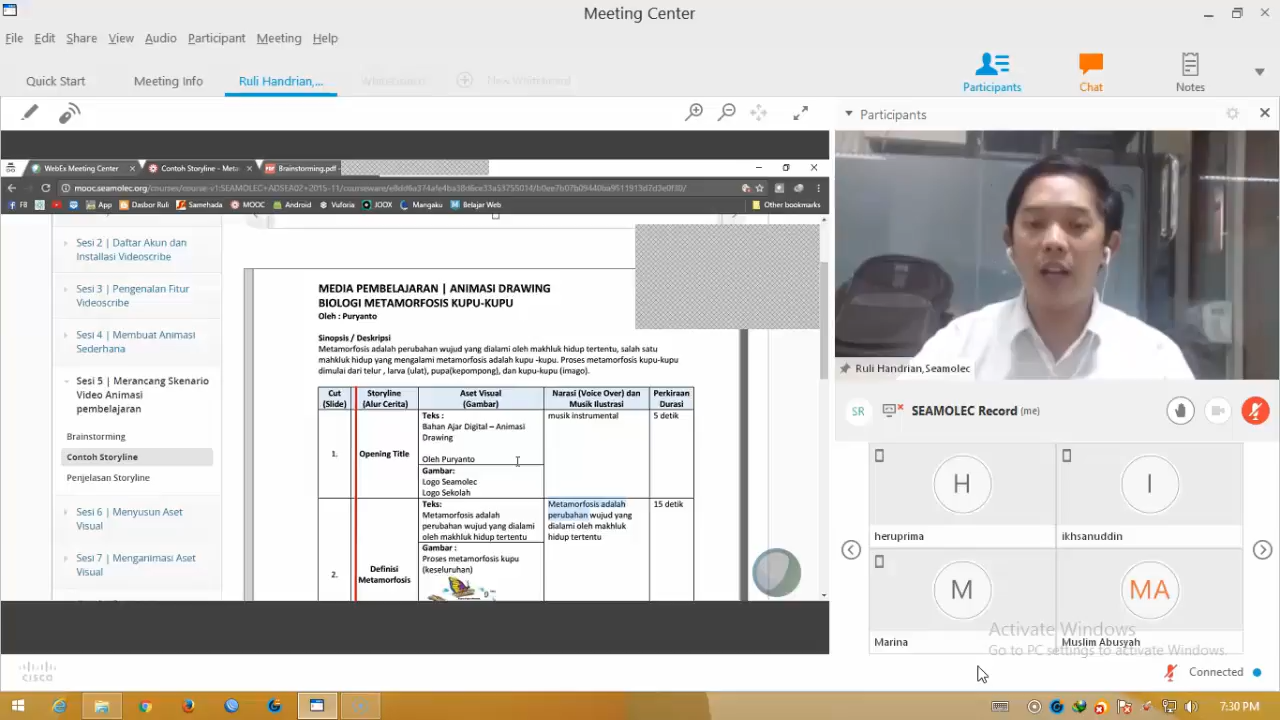 Meeting Center
File Edit Share View Audio Participant Meeting Help
Quick Start Meeting Info Ruli Handrian,... Whiteboard New Whiteboard
Participants Chat Notes
Participants
WebEx Meeting Center Contoh Storyline - Meta Brainstorming.pdf
FB App Dasbor Ruli Samehada MOOC Android Vuforia JOOX Mangaku Belajar Web Other bookmarks
Sesi 2 | Daftar Akun dan
Installasi Videoscribe
Sesi 3 | Pengenalan Fitur
Videoscribe
Sesi 4 | Membuat Animasi
Sederhana
Sesi 5 | Merancang Skenario
Video Animasi
pembelajaran
Brainstorming
Contoh Storyline
Penjelasan Storyline
Sesi 6 | Menyusun Aset
Visual
Sesi 7 | Menganimasi Aset
Visual
MEDIA PEMBELAJARAN | ANIMASI DRAWING
BIOLOGI METAMORFOSIS KUPU-KUPU
Oleh : Puryanto
Sinopsis / Deskripsi
Metamorfosis adalah perubahan wujud yang dialami oleh makhluk hidup tertentu, salah satu
mahkluk hidup yang mengalami metamorfosis adalah kupu -kupu. Proses metamorfosis kupu-kupu
dimulai dari telur , larva (ulat), pupa(kepompong), dan kupu-kupu (imago).
Cut
(Slide)
Storyline
(Alur Cerita)
Aset Visual
(Gambar)
Narasi (Voice Over) dan
Musik Ilustrasi
Perkiraan
Durasi
1.
Opening Title
Teks :
Bahan Ajar Digital – Animasi
Drawing
Oleh Puryanto
Gambar:
Logo Seamolec
Logo Sekolah
musik instrumental
5 detik
2.
Definisi
Metamorfosis
Teks:
Metamorfosis adalah
perubahan wujud yang dialami
oleh makhluk hidup tertentu
Gambar :
Proses metamorfosis kupu
(keseluruhan)
Metamorfosis adalah
perubahan wujud yang
dialami oleh makhluk
hidup tertentu
15 detik
Ruli Handrian,Seamolec
SR SEAMOLEC Record (me)
H I
heruprima ikhsanuddin
M MA
Marina Muslim Abusyah
Activate Windows
Go to PC settings to activate Windows.
cisco
Connected
7:30 PM